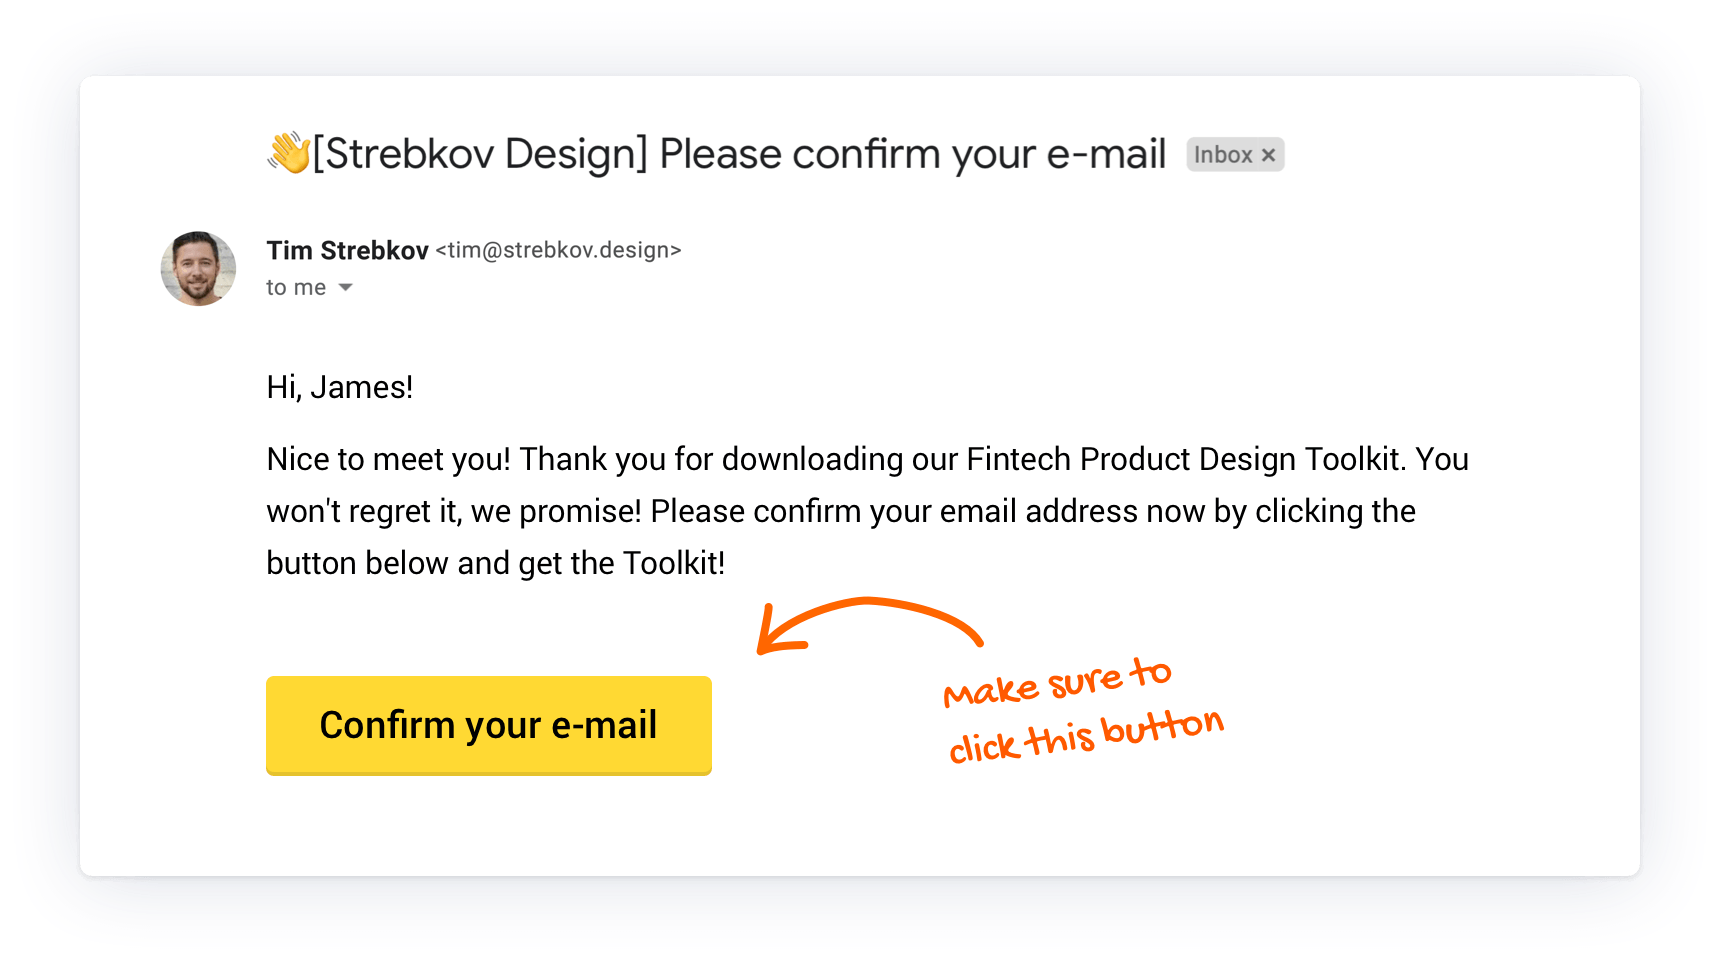 👋[Strebkov Design] Please confirm your e-mail Inbox ×
Tim Strebkov <tim@strebkov.design>
to me
Hi, James!
Nice to meet you! Thank you for downloading our Fintech Product Design Toolkit. You
won't regret it, we promise! Please confirm your email address now by clicking the
button below and get the Toolkit!
Confirm your e-mail
make sure to
click this button